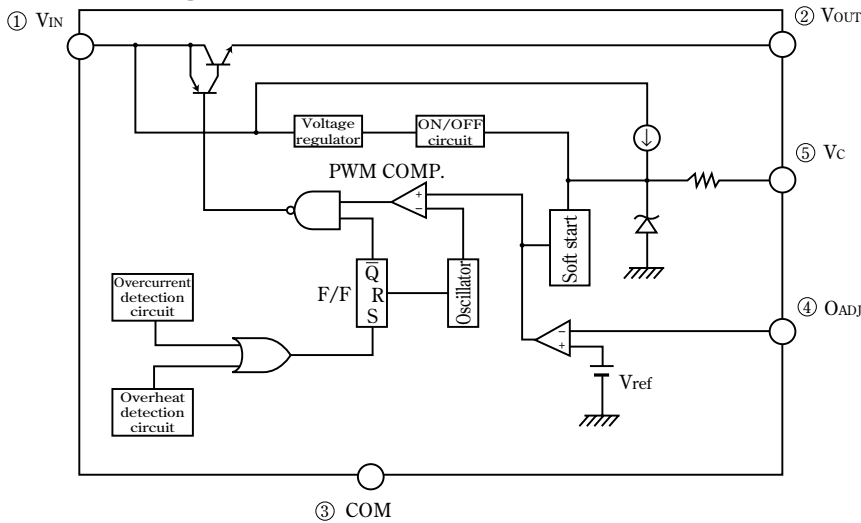 ① VIN
② VOUT
Voltage
regulator
ON/OFF
circuit
↓
⑤ VC
PWM COMP.
+
−
Soft start
Q̅
F/F
R
S
Oscillator
Overcurrent
detection
circuit
④ OADJ
−
+
Vref
Overheat
detection
circuit
③ COM